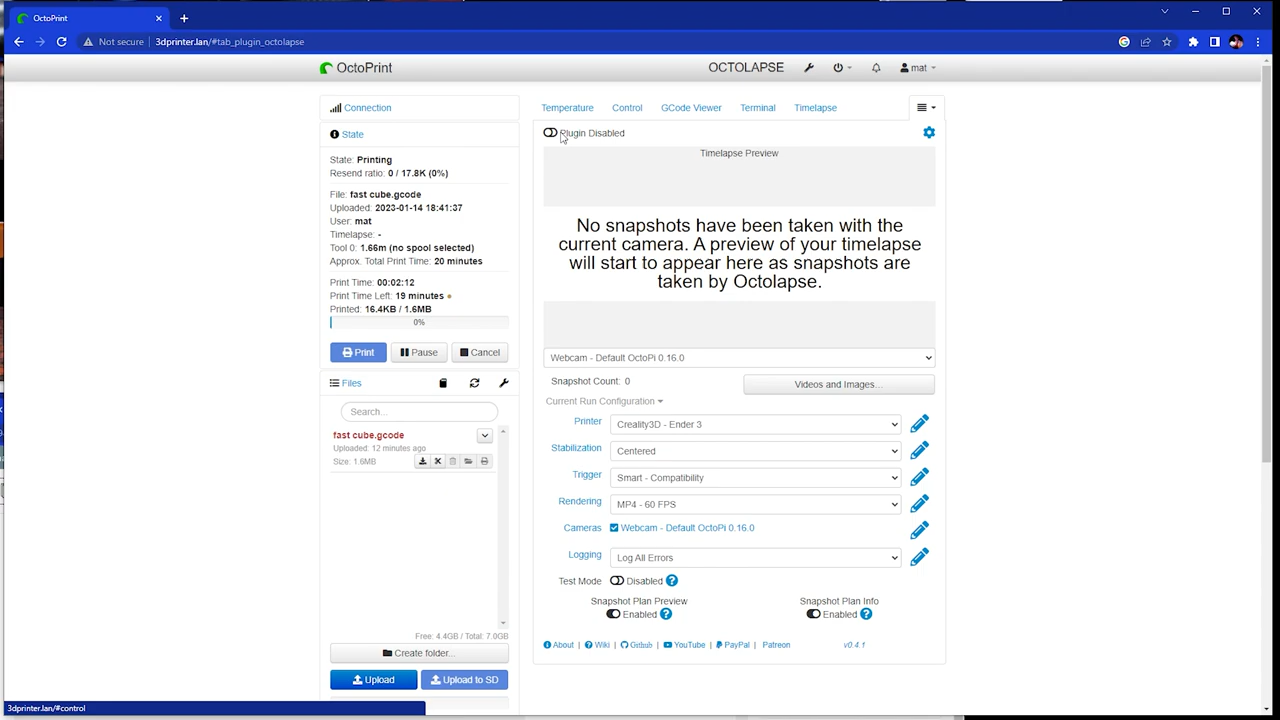 OctoPrint
Not secure
3dprinter.lan/#tab_plugin_octolapse
OctoPrint
OCTOLAPSE
mat
Connection
State
State: Printing
Resend ratio: 0 / 17.8K (0%)
File: fast cube.gcode
Uploaded: 2023-01-14 18:41:37
User: mat
Timelapse: -
Tool 0: 1.66m (no spool selected)
Approx. Total Print Time: 20 minutes
Print Time: 00:02:12
Print Time Left: 19 minutes
Printed: 16.4KB / 1.6MB
0%
Print
Pause
Cancel
Files
Search...
fast cube.gcode
Uploaded: 12 minutes ago
Size: 1.6MB
Free: 4.4GB / Total: 7.0GB
Create folder...
Upload
Upload to SD
Temperature
Control
GCode Viewer
Terminal
Timelapse
Plugin Disabled
Timelapse Preview
No snapshots have been taken with the
current camera. A preview of your timelapse
will start to appear here as snapshots are
taken by Octolapse.
Webcam - Default OctoPi 0.16.0
Snapshot Count: 0
Videos and Images...
Current Run Configuration
Printer
Creality3D - Ender 3
Stabilization
Centered
Trigger
Smart - Compatibility
Rendering
MP4 - 60 FPS
Cameras
Webcam - Default OctoPi 0.16.0
Logging
Log All Errors
Test Mode
Disabled
Snapshot Plan Preview
Enabled
Snapshot Plan Info
Enabled
About | Wiki | Github | YouTube | PayPal | Patreon
v0.4.1
3dprinter.lan/#control